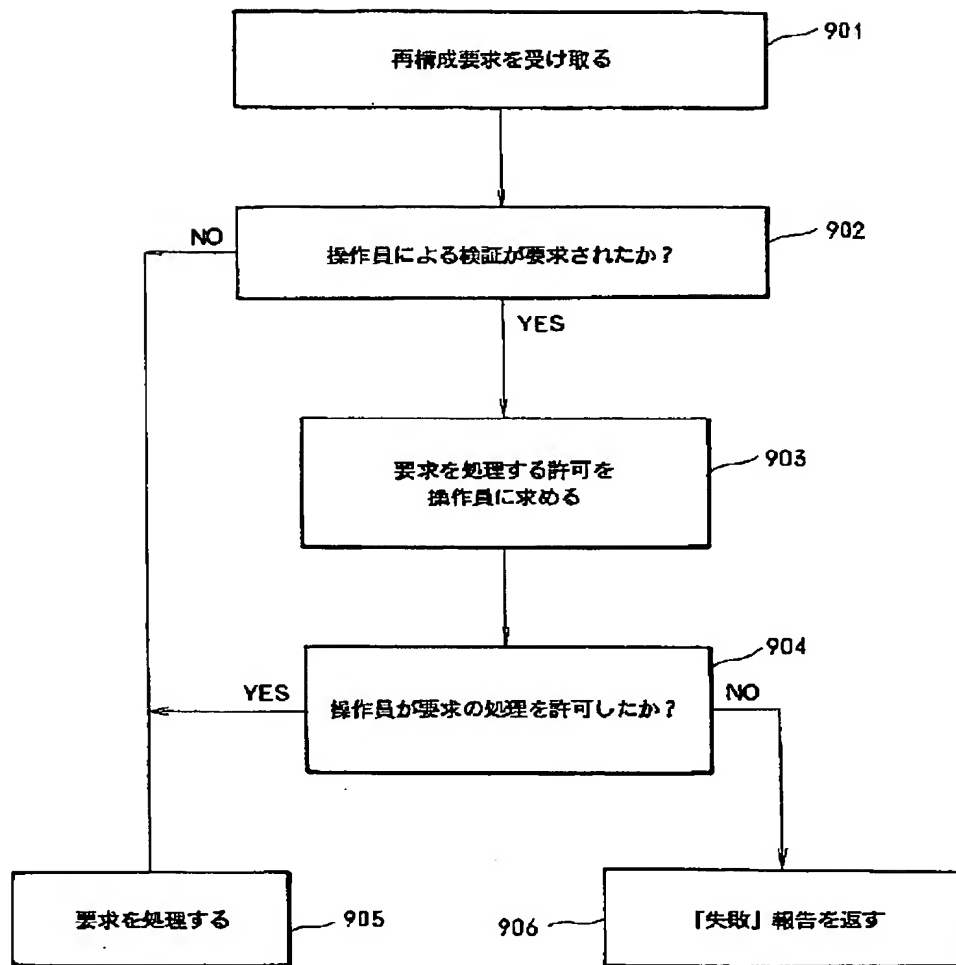 再構成要求を受け取る
901
操作員による検証が要求されたか?
902
NO
YES
要求を処理する許可を
操作員に求める
903
操作員が要求の処理を許可したか?
904
YES
NO
要求を処理する
905
「失敗」報告を返す
906